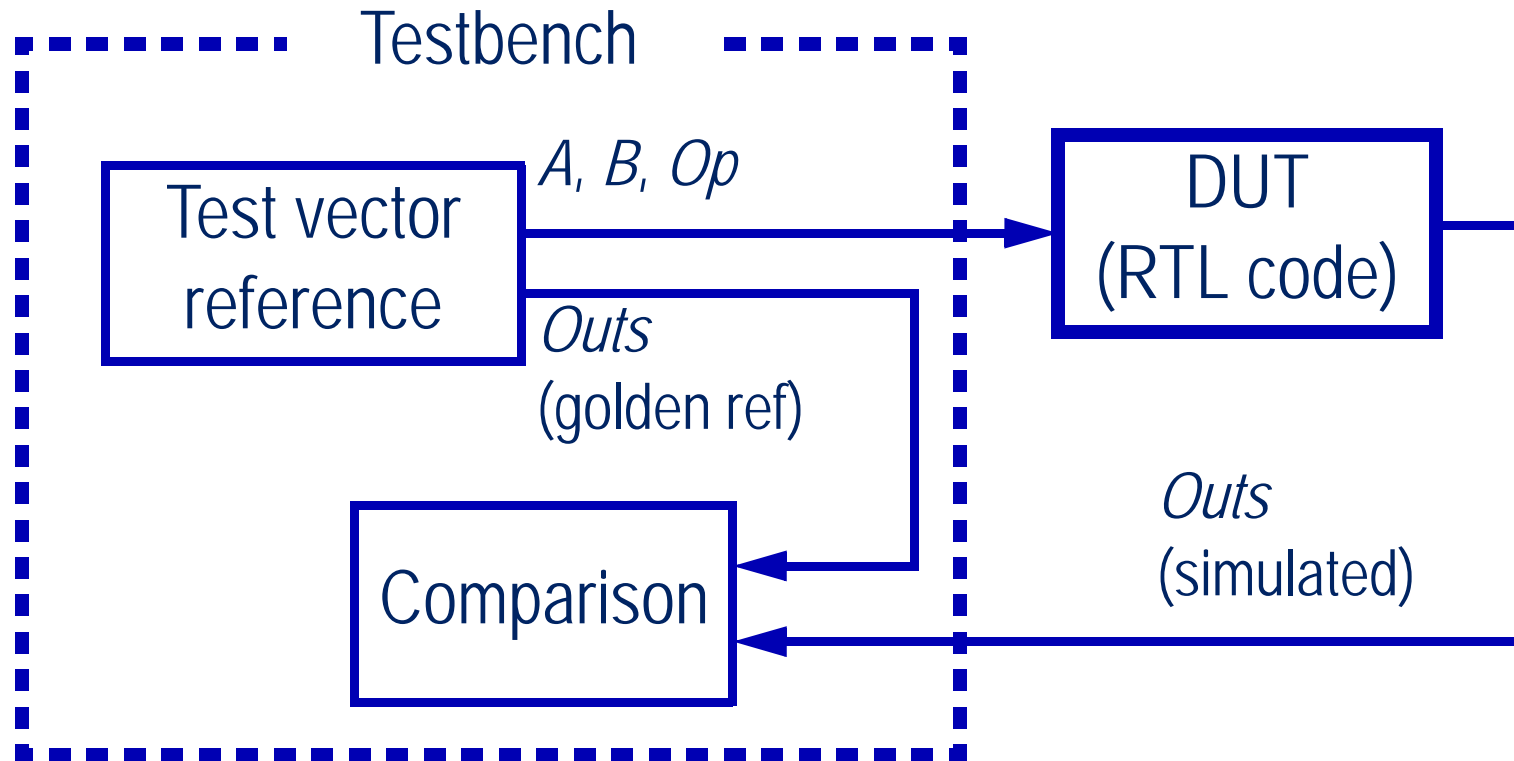 Testbench
A, B, Op
Test vector
reference
DUT
(RTL code)
Outs
(golden ref)
Comparison
Outs
(simulated)